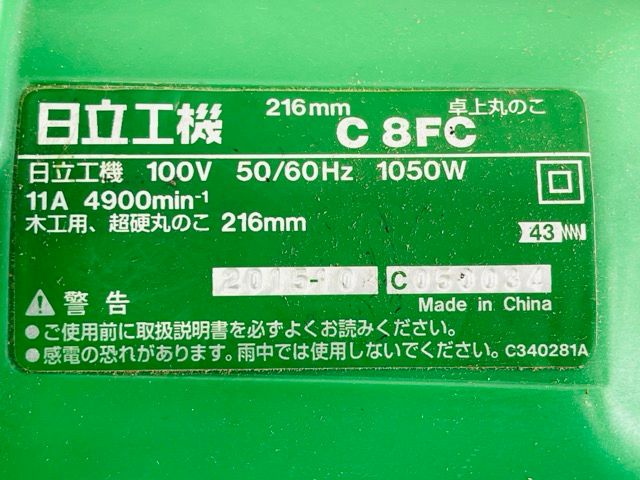 216mm 卓上丸のこ
日立工機 C 8FC
日立工機 100V 50/60Hz 1050W
11A 4900min-¹
木工用、超硬丸のこ 216mm
43
2015-10 C053034
Made in China
警告
●ご使用前に取扱説明書を必ずよくお読みください。
●感電の恐れがあります。雨中では使用しないでください。 C340281A